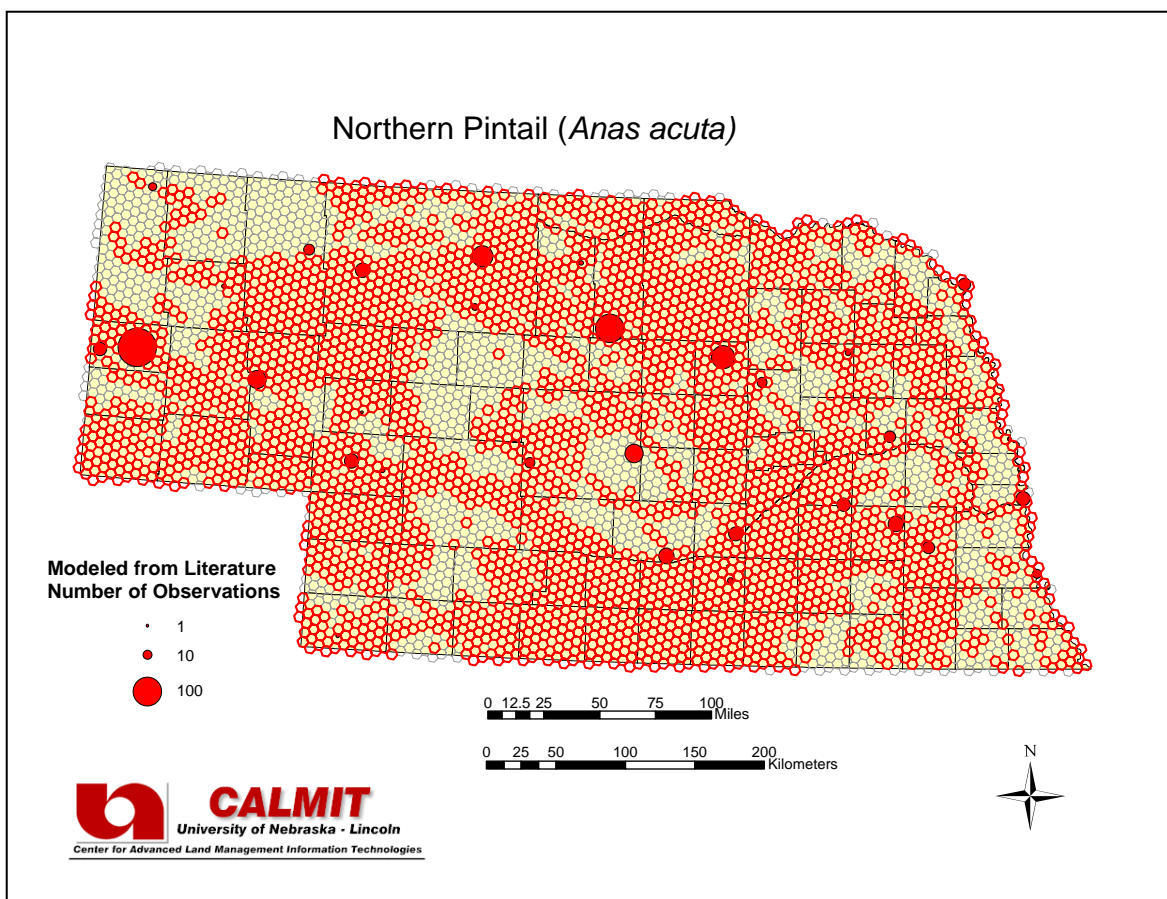 Northern Pintail (Anas acuta)
Modeled from Literature
Number of Observations
1
10
100
0 12.5 25 50 75 100
Miles
0 25 50 100 150 200
Kilometers
N
CALMIT
University of Nebraska - Lincoln
Center for Advanced Land Management Information Technologies